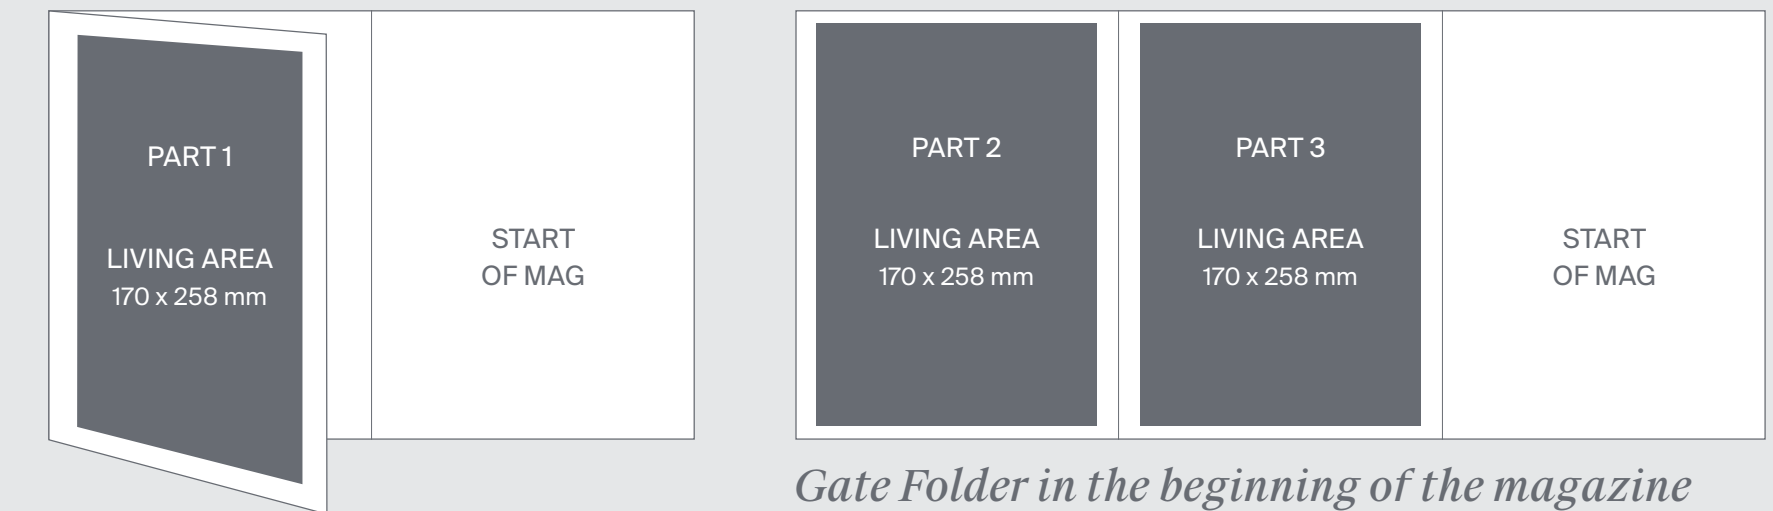 PART 1
LIVING AREA
170 x 258 mm
START
OF MAG
PART 2
LIVING AREA
170 x 258 mm
PART 3
LIVING AREA
170 x 258 mm
START
OF MAG
Gate Folder in the beginning of the magazine